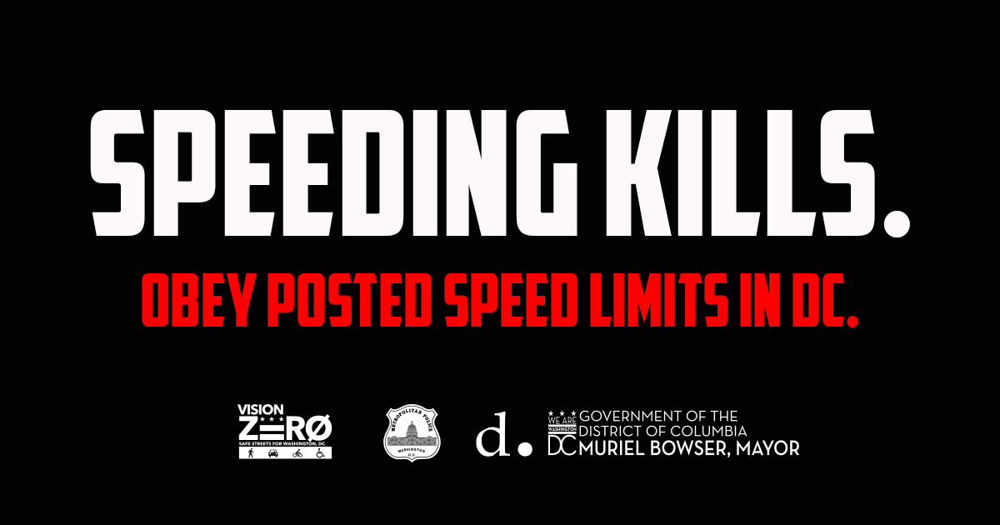 SPEEDING KILLS.
OBEY POSTED SPEED LIMITS IN DC.
VISION
ZERØ
SAFE STREETS FOR WASHINGTON, DC
METROPOLITAN POLICE
WASHINGTON
D.C.
d.
WE ARE
WASHINGTON
DC
GOVERNMENT OF THE
DISTRICT OF COLUMBIA
MURIEL BOWSER, MAYOR